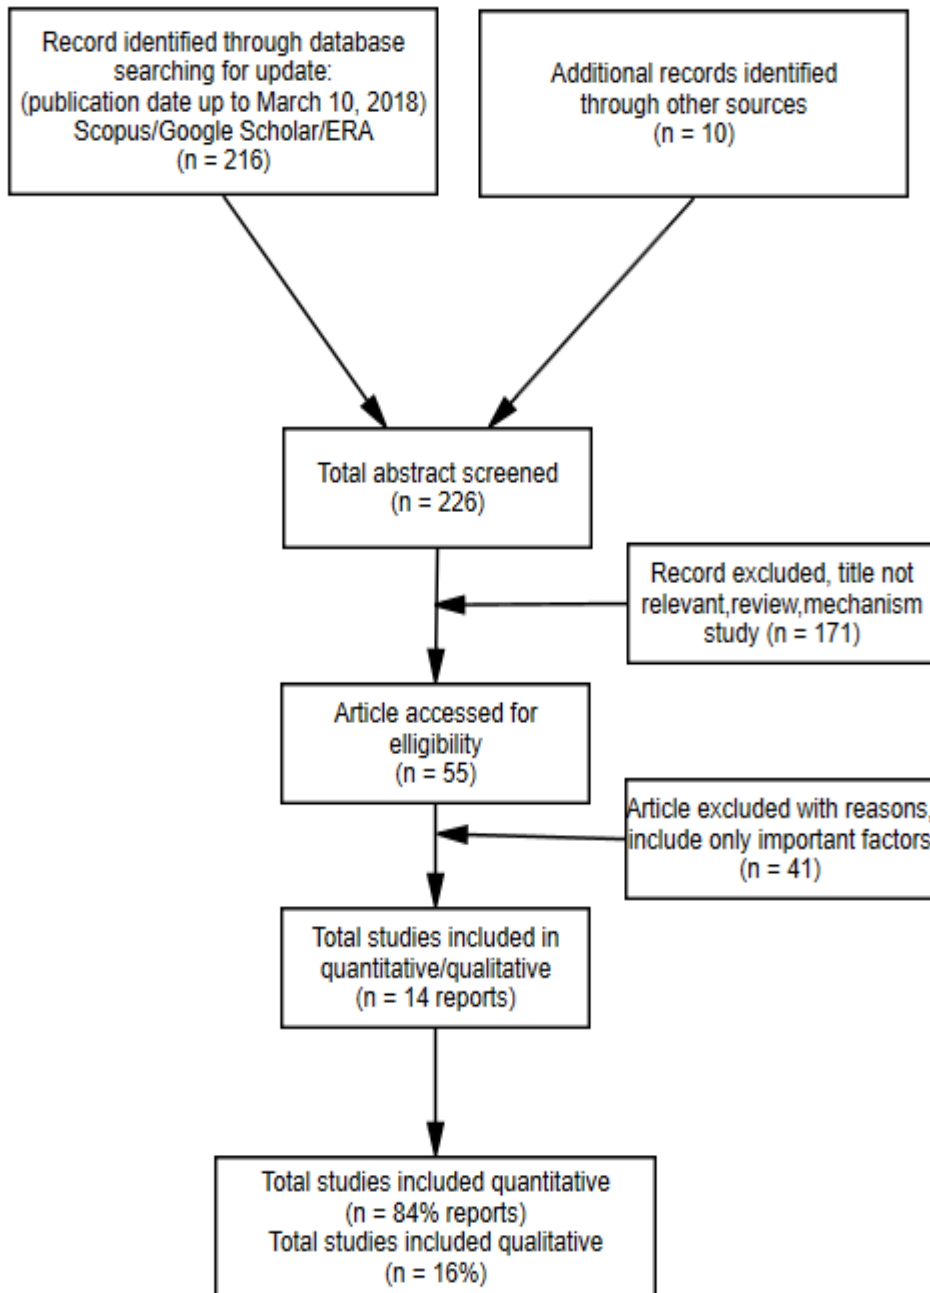 Record identified through database
searching for update:
(publication date up to March 10, 2018)
Scopus/Google Scholar/ERA
(n = 216)
Additional records identified
through other sources
(n = 10)
Total abstract screened
(n = 226)
Record excluded, title not
relevant,review,mechanism
study (n = 171)
Article accessed for
elligibility
(n = 55)
Article excluded with reasons,
include only important factors
(n = 41)
Total studies included in
quantitative/qualitative
(n = 14 reports)
Total studies included quantitative
(n = 84% reports)
Total studies included qualitative
(n = 16%)